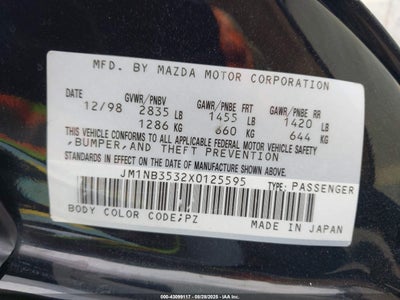 MFD. BY MAZDA MOTOR CORPORATION
DATE GVWR/PNBV GAWR/PNBE FRT GAWR/PNBE RR
12/98 2835 LB 1455 LB 1420 LB
1286 KG 660 KG 644 KG
THIS VEHICLE CONFORMS TO ALL APPLICABLE FEDERAL MOTOR VEHICLE SAFETY
,BUMPER,AND THEFT PREVENTION
STANDARDS IN EFFECT ON THE DATE OF MANUFACTURE SHOWN ABOVE.
JM1NB3532X0125595 TYPE:PASSENGER
BODY COLOR CODE;PZ MADE IN JAPAN
000-43099117 - 08/28/2025 - IAA